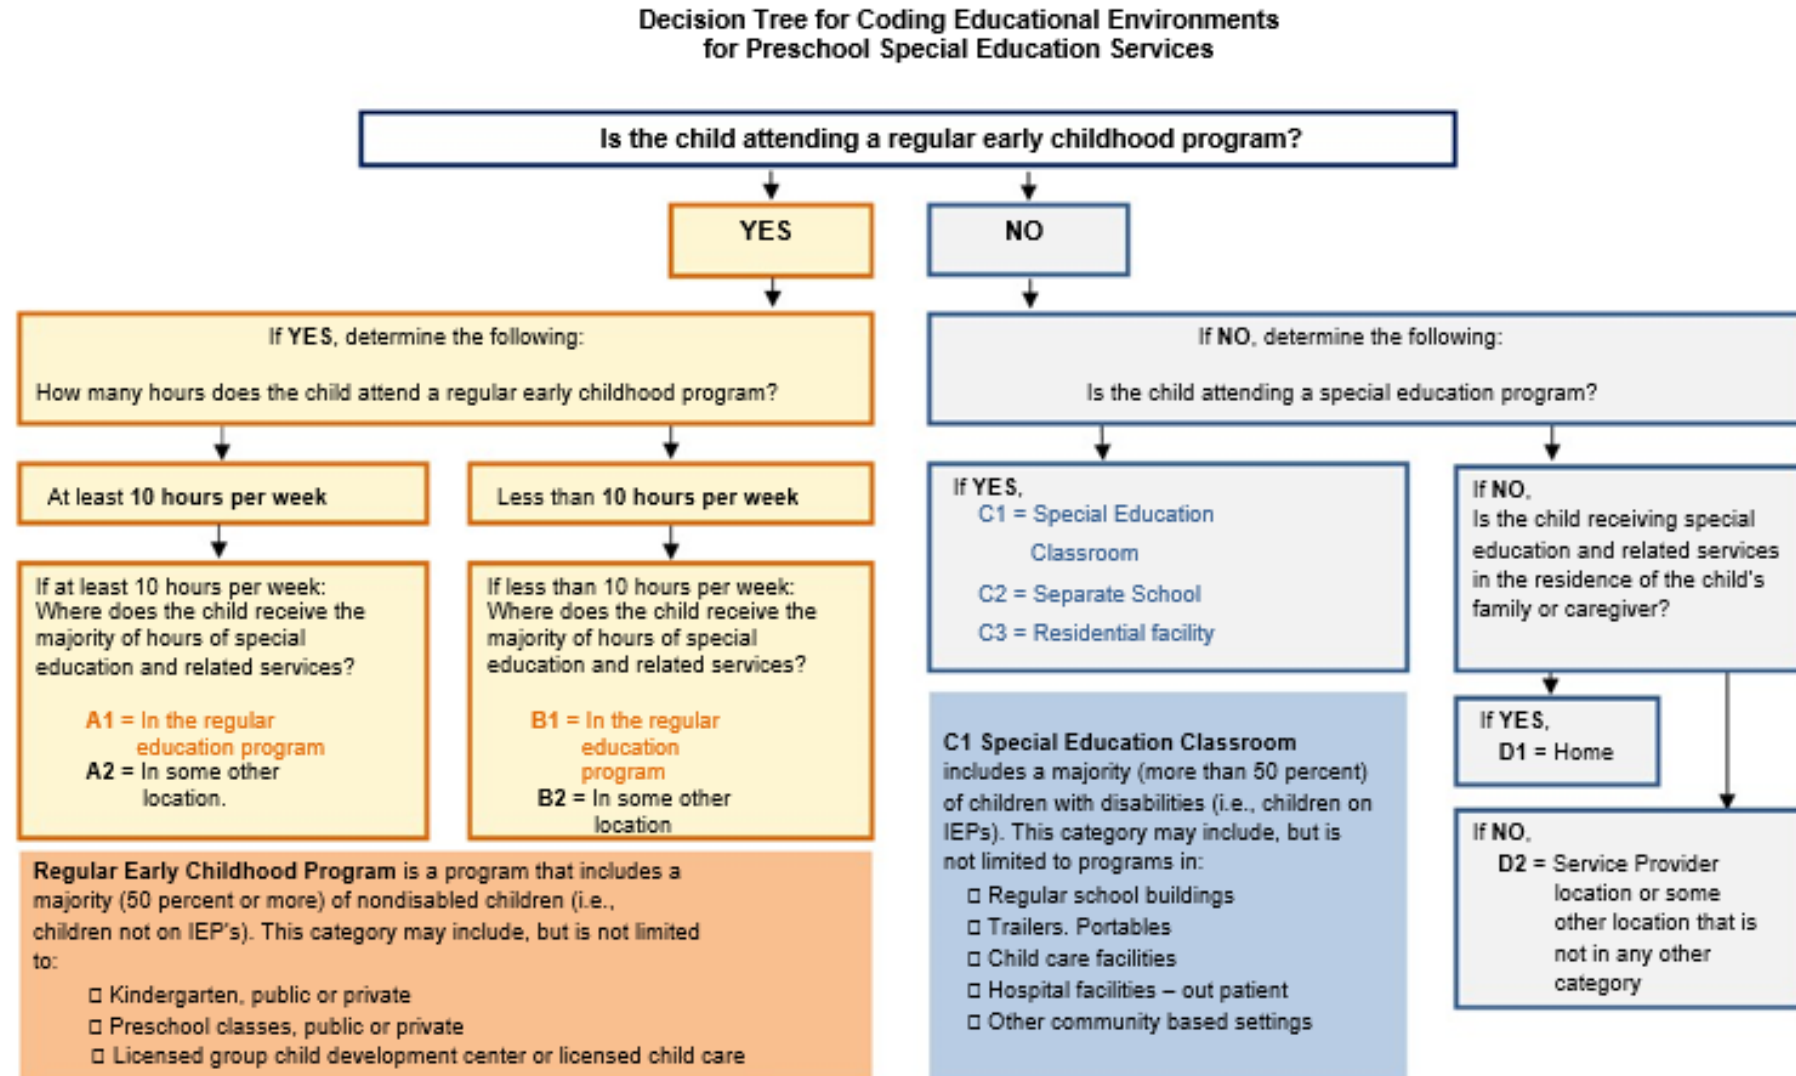 Decision Tree for Coding Educational Environments
for Preschool Special Education Services
Is the child attending a regular early childhood program?
YES
NO
If YES, determine the following:
How many hours does the child attend a regular early childhood program?
If NO, determine the following:
Is the child attending a special education program?
At least 10 hours per week
Less than 10 hours per week
If at least 10 hours per week:
Where does the child receive the
majority of hours of special
education and related services?
A1 = In the regular
education program
A2 = In some other
location.
If less than 10 hours per week:
Where does the child receive the
majority of hours of special
education and related services?
B1 = In the regular
education
program
B2 = In some other
location
If YES,
C1 = Special Education
Classroom
C2 = Separate School
C3 = Residential facility
If NO,
Is the child receiving special
education and related services
in the residence of the child's
family or caregiver?
If YES,
D1 = Home
If NO,
D2 = Service Provider
location or some
other location that is
not in any other
category
Regular Early Childhood Program is a program that includes a
majority (50 percent or more) of nondisabled children (i.e.,
children not on IEP's). This category may include, but is not limited
to:
□ Kindergarten, public or private
□ Preschool classes, public or private
□ Licensed group child development center or licensed child care
C1 Special Education Classroom
includes a majority (more than 50 percent)
of children with disabilities (i.e., children on
IEPs). This category may include, but is
not limited to programs in:
□ Regular school buildings
□ Trailers. Portables
□ Child care facilities
□ Hospital facilities – out patient
□ Other community based settings